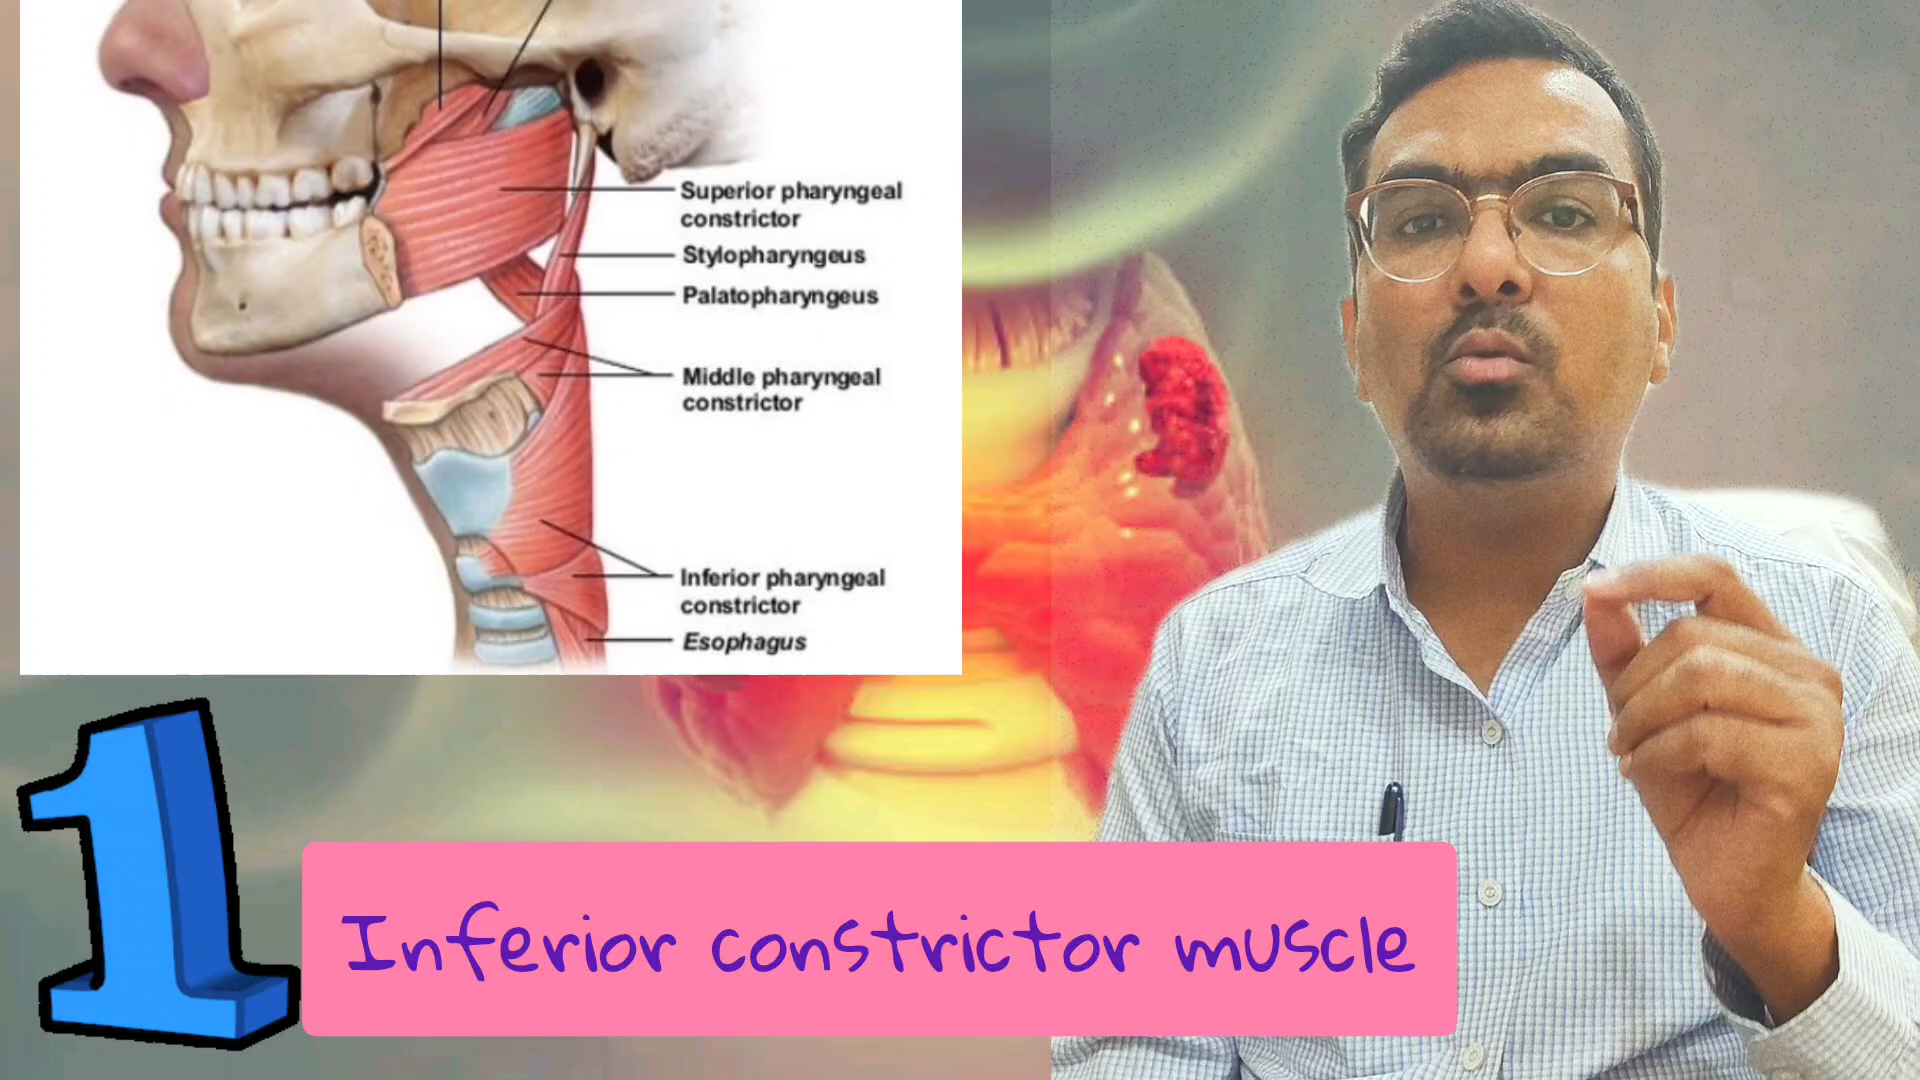 Superior pharyngeal
constrictor
Stylopharyngeus
Palatopharyngeus
Middle pharyngeal
constrictor
Inferior pharyngeal
constrictor
Esophagus
1
Inferior constrictor muscle